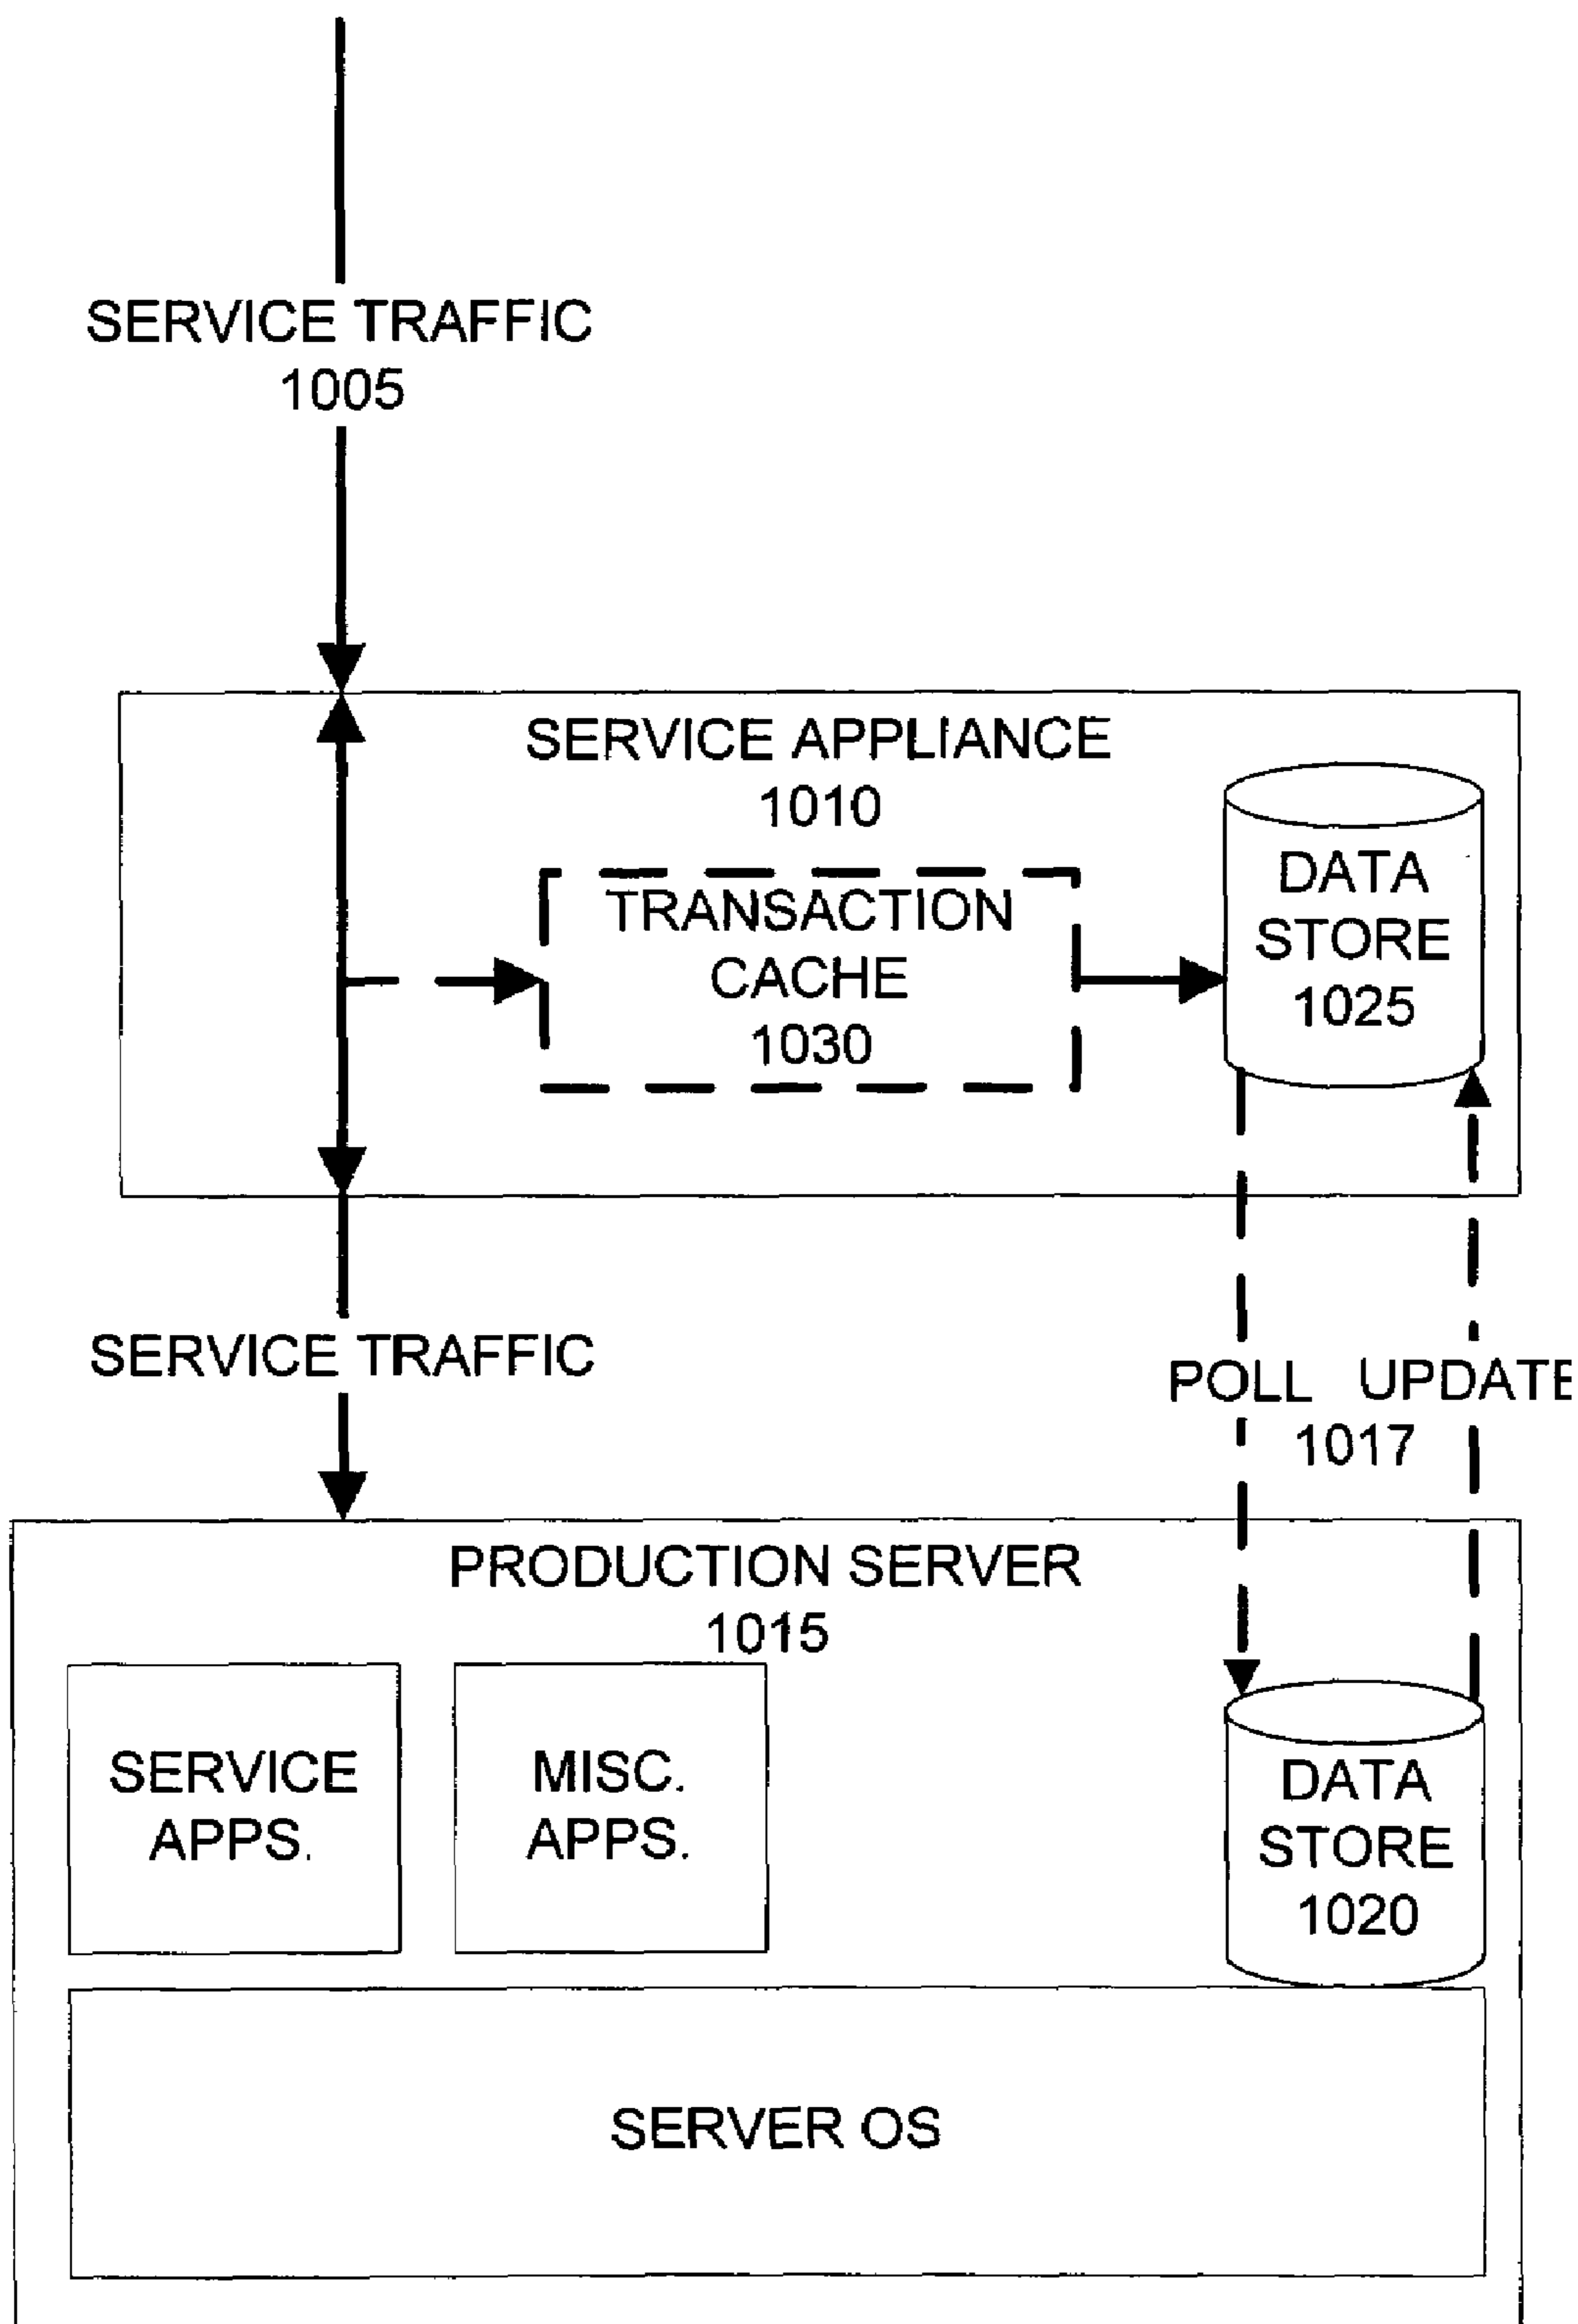 SERVICE TRAFFIC
1005
SERVICE APPLIANCE
1010
TRANSACTION
CACHE
1030
DATA
STORE
1025
SERVICE TRAFFIC
POLL UPDATE
1017
PRODUCTION SERVER
1015
SERVICE
APPS.
MISC.
APPS.
DATA
STORE
1020
SERVER OS